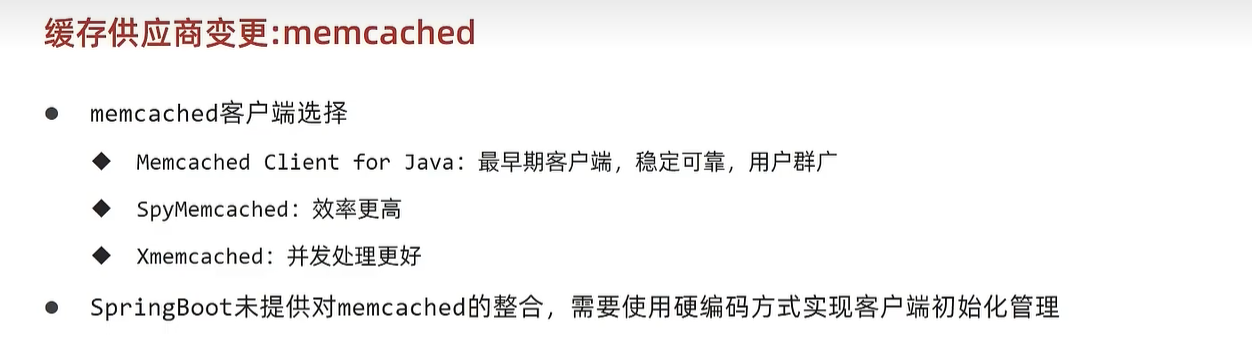 缓存供应商变更:memcached
● memcached客户端选择
◆ Memcached Client for Java：最早期客户端，稳定可靠，用户群广
◆ SpyMemcached：效率更高
◆ Xmemcached：并发处理更好
● SpringBoot未提供对memcached的整合，需要使用硬编码方式实现客户端初始化管理